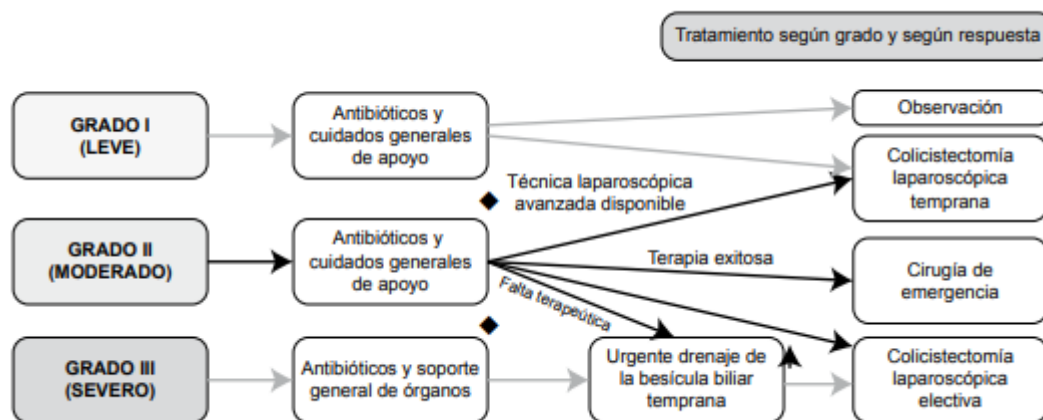 Tratamiento según grado y según respuesta
GRADO I
(LEVE)
Antibióticos y
cuidados generales
de apoyo
Observación
Colicistectomía
laparoscópica
temprana
Técnica laparoscópica
avanzada disponible
GRADO II
(MODERADO)
Antibióticos y
cuidados generales
de apoyo
Terapia exitosa
Cirugía de
emergencia
Falta terapeútica
GRADO III
(SEVERO)
Antibióticos y soporte
general de órganos
Urgente drenaje de
la besícula biliar
temprana
Colicistectomía
laparoscópica
electiva